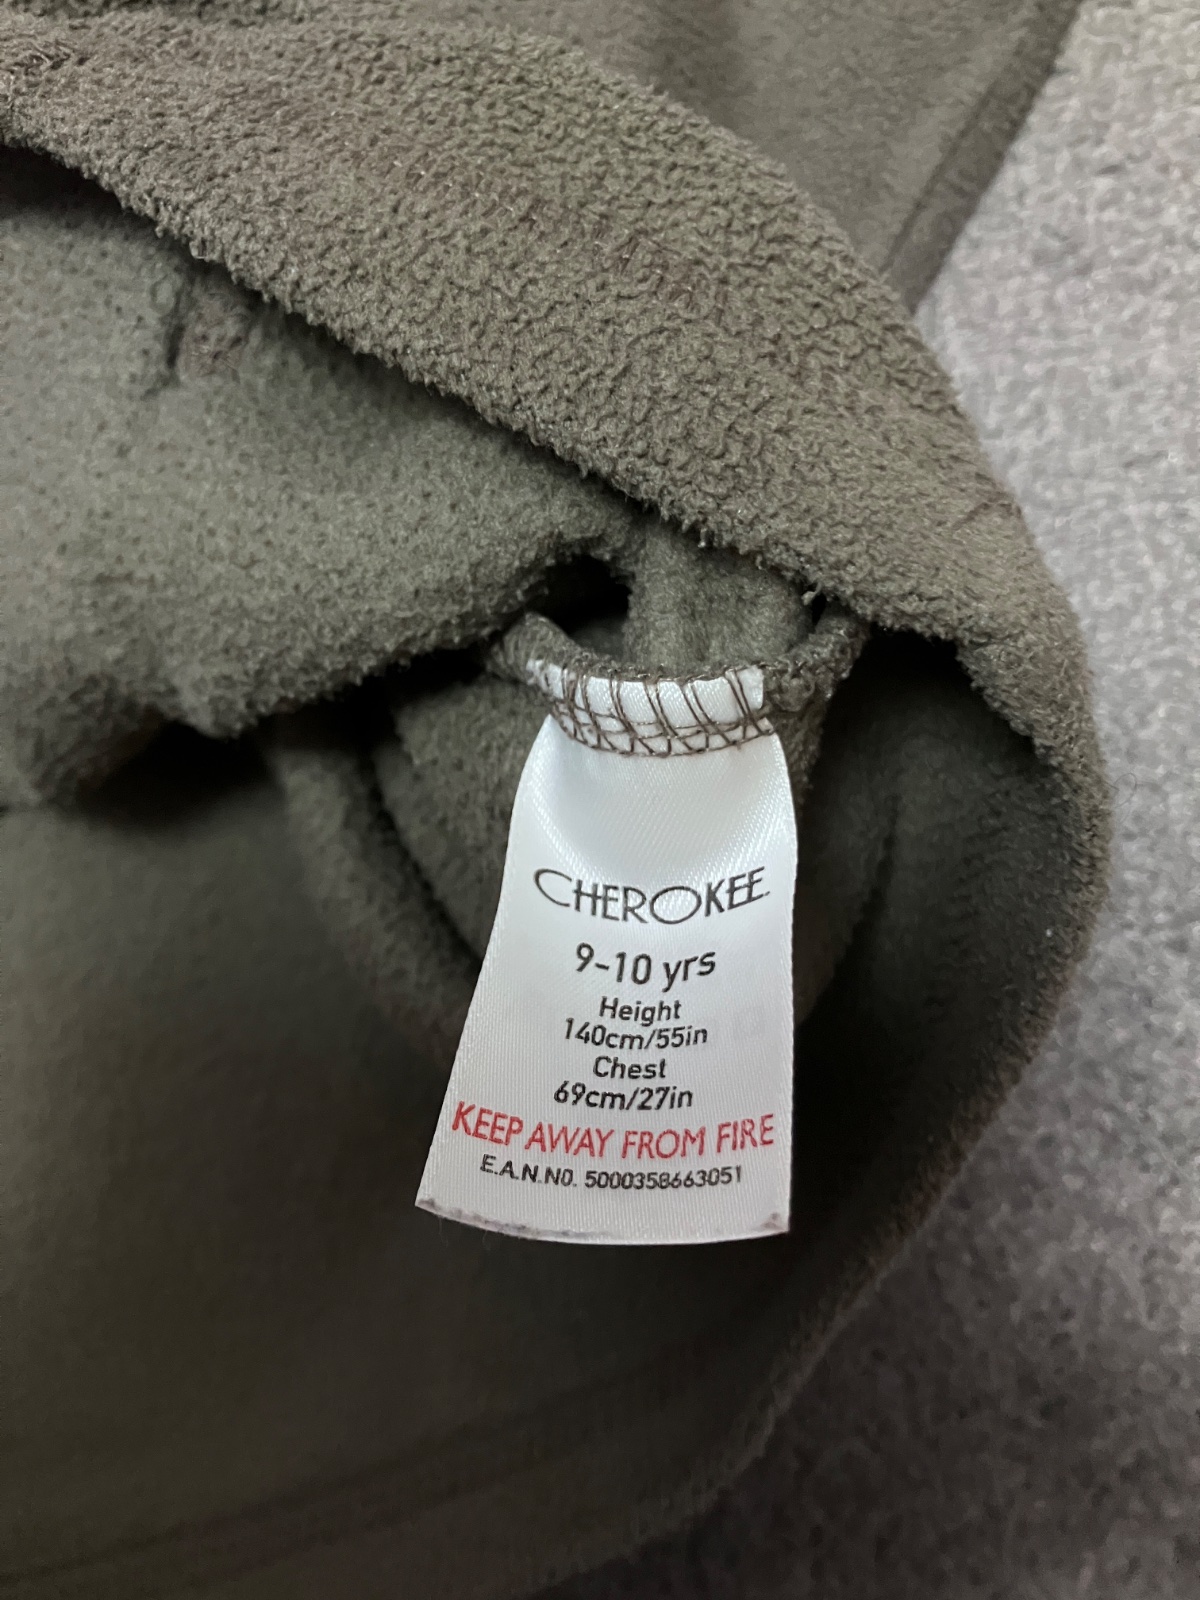 CHEROKEE.
9-10 yrs
Height
140cm/55in
Chest
69cm/27in
KEEP AWAY FROM FIRE
E.A.N.NO. 5000358663051